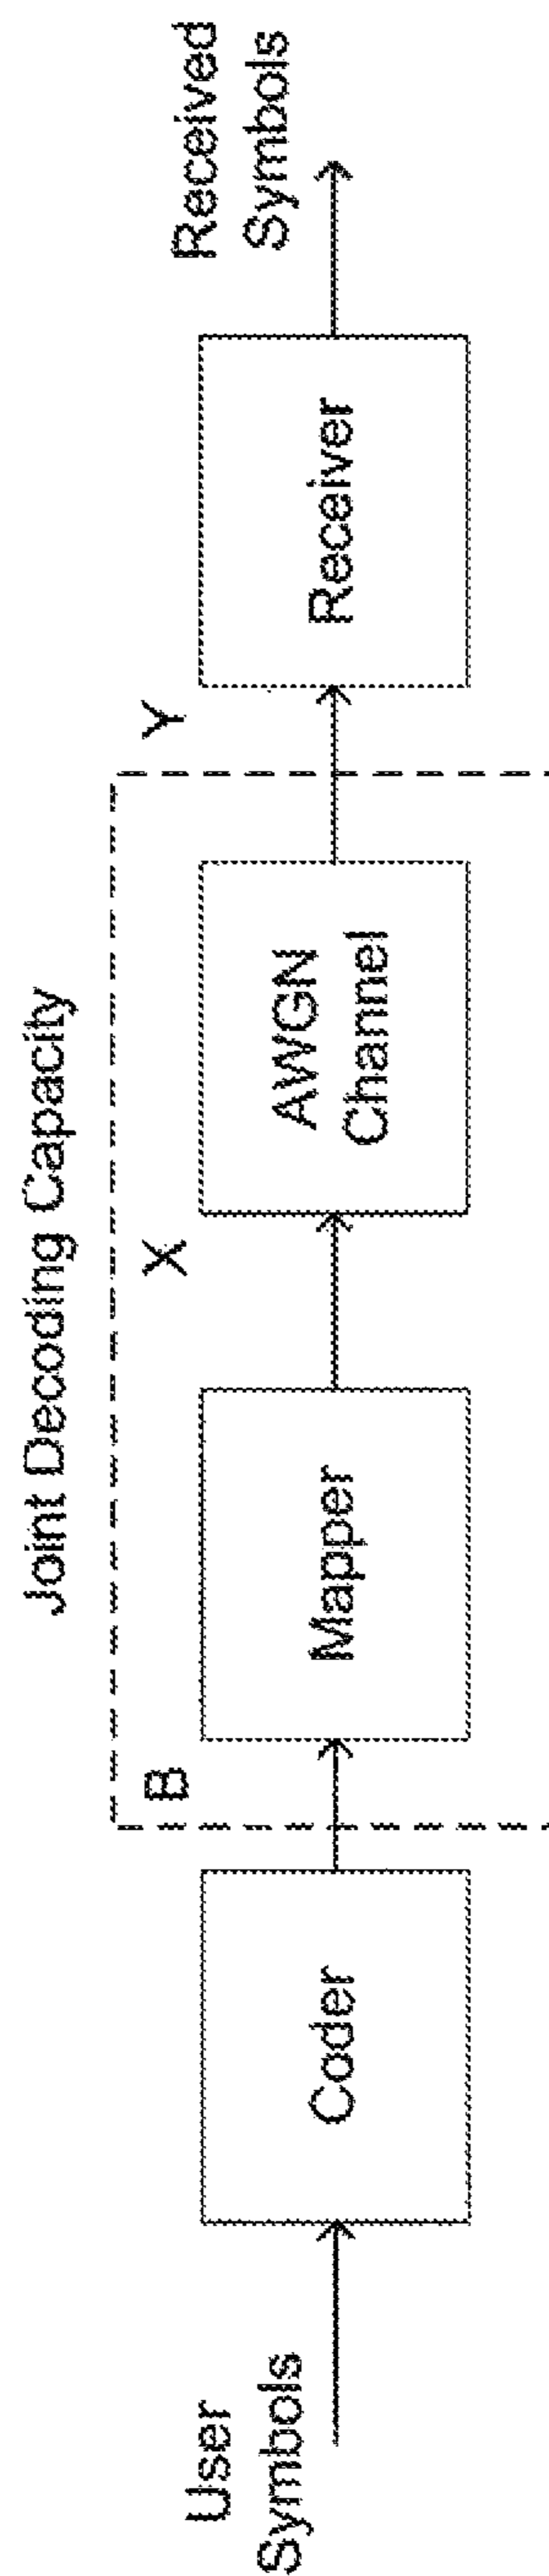 Joint Decoding Capacity
B
X
Y
User
Symbols
Coder
Mapper
AWGN
Channel
Receiver
Received
Symbols